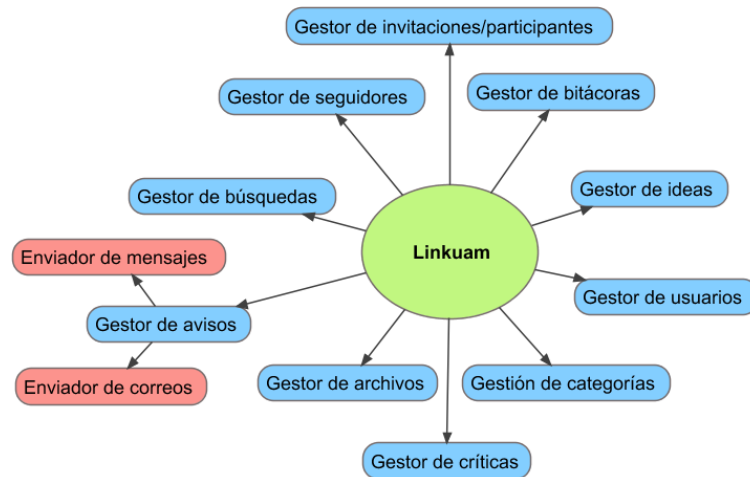 Gestor de invitaciones/participantes
Gestor de seguidores
Gestor de bitácoras
Gestor de búsquedas
Gestor de ideas
Linkuam
Enviador de mensajes
Gestor de usuarios
Gestor de avisos
Enviador de correos
Gestor de archivos
Gestión de categorías
Gestor de críticas